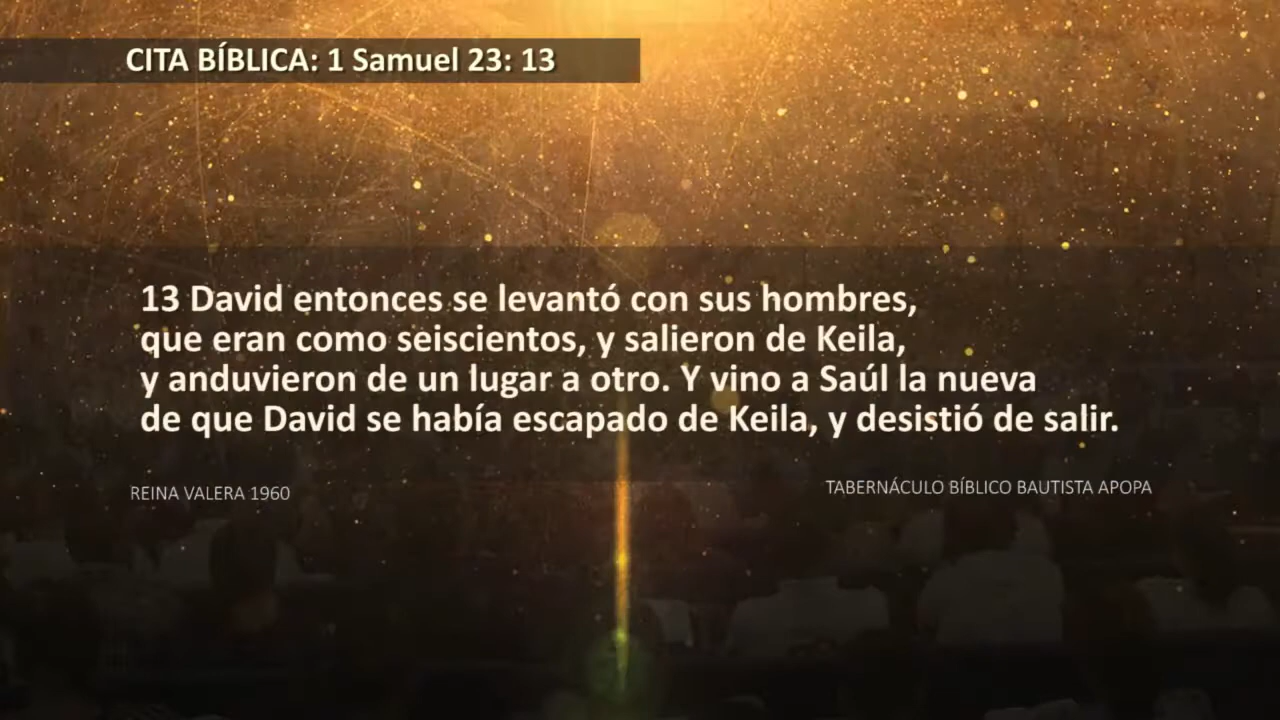 CITA BÍBLICA: 1 Samuel 23: 13
13 David entonces se levantó con sus hombres,
que eran como seiscientos, y salieron de Keila,
y anduvieron de un lugar a otro. Y vino a Saúl la nueva
de que David se había escapado de Keila, y desistió de salir.
REINA VALERA 1960
TABERNÁCULO BÍBLICO BAUTISTA APOPA